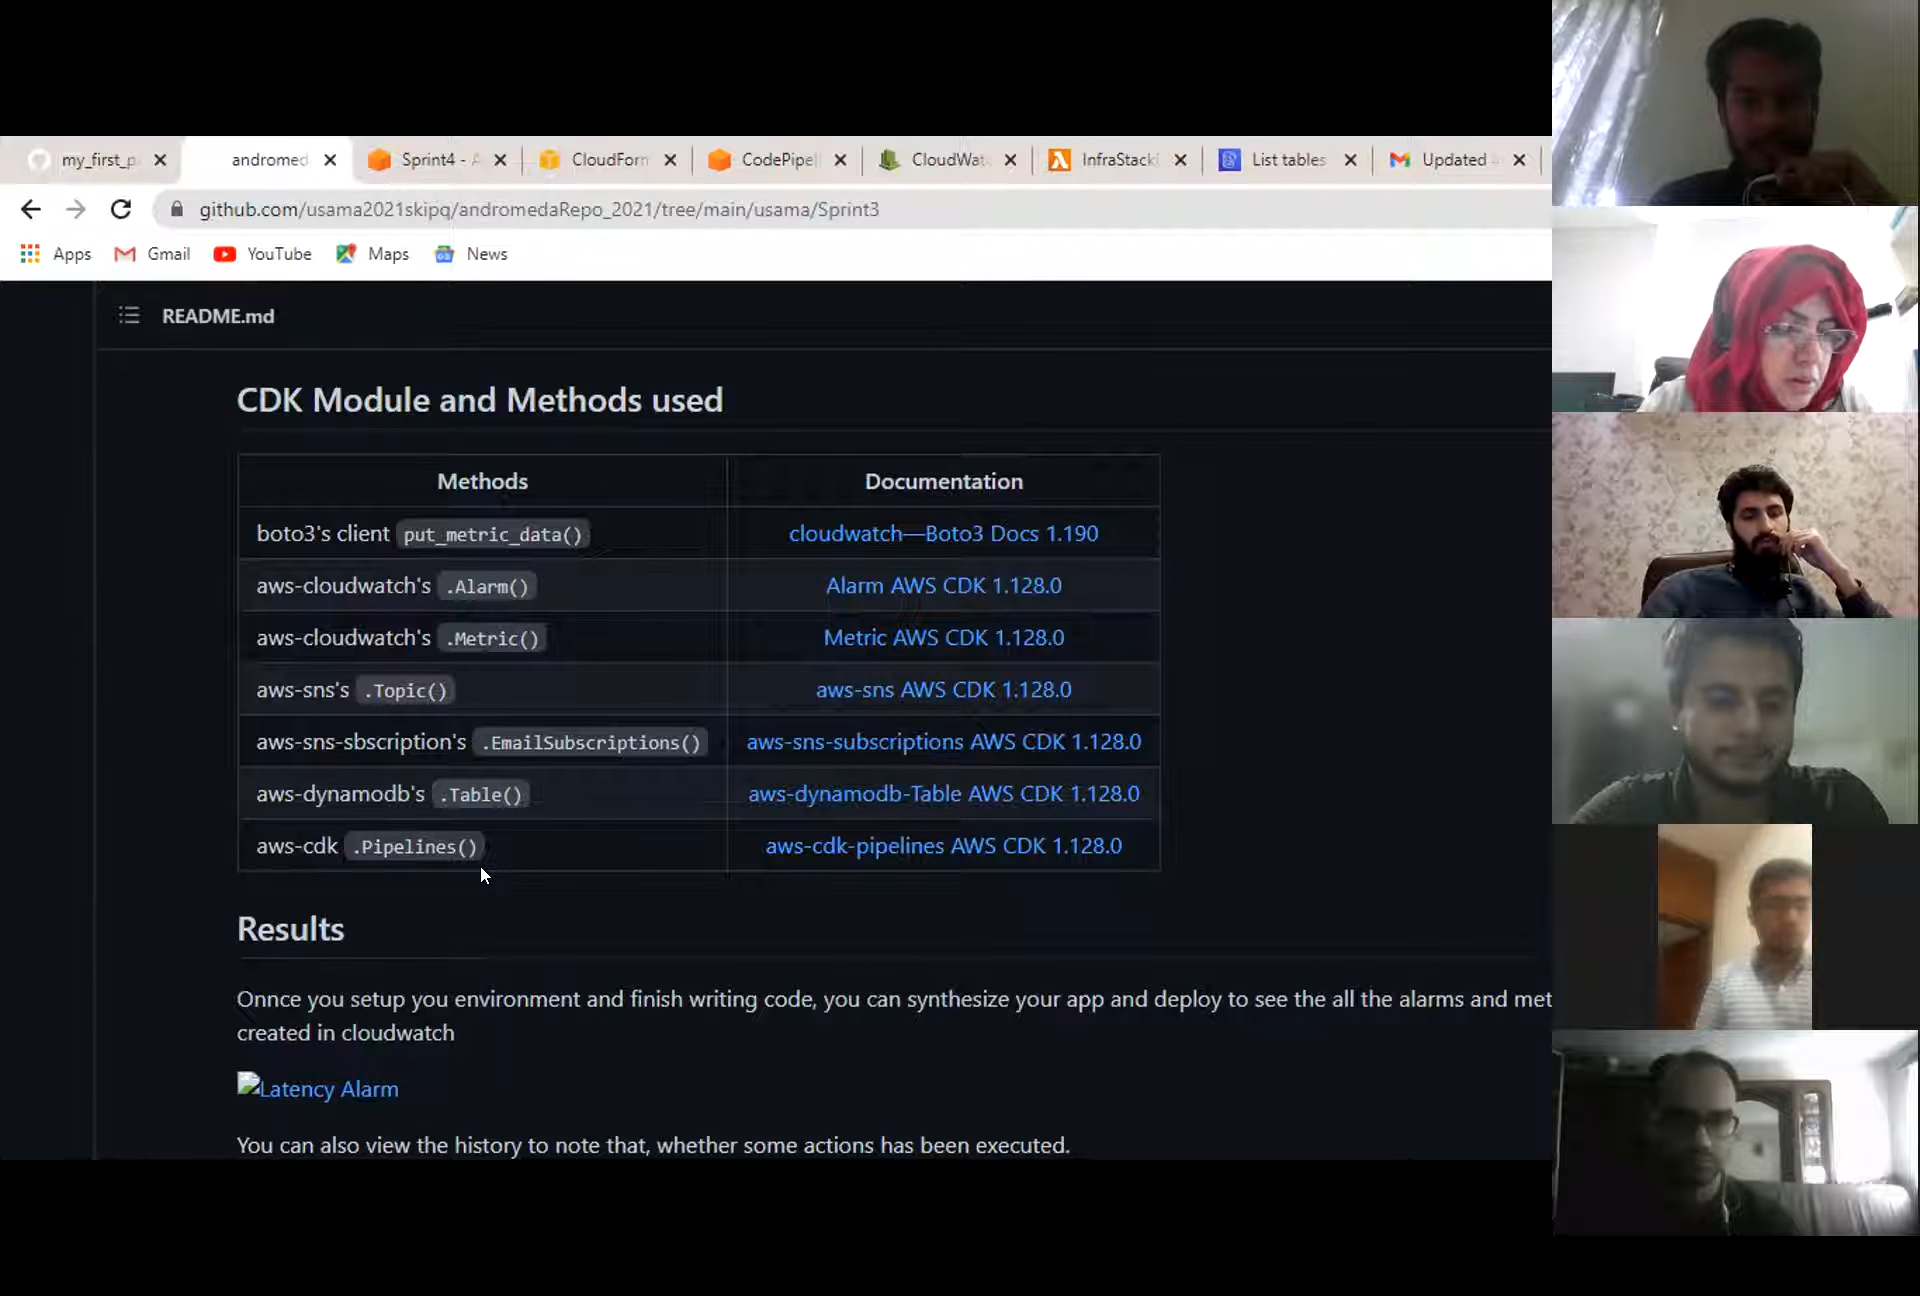 my_first_p
andromed
Sprint4 - A
CloudForm
CodePipel
CloudWat
InfraStack
List tables
Updated
github.com/usama2021skipq/andromedaRepo_2021/tree/main/usama/Sprint3
Apps
Gmail
YouTube
Maps
News
README.md
CDK Module and Methods used
Methods Documentation
boto3's client put_metric_data() cloudwatch—Boto3 Docs 1.190
aws-cloudwatch's .Alarm() Alarm AWS CDK 1.128.0
aws-cloudwatch's .Metric() Metric AWS CDK 1.128.0
aws-sns's .Topic() aws-sns AWS CDK 1.128.0
aws-sns-sbscription's .EmailSubscriptions() aws-sns-subscriptions AWS CDK 1.128.0
aws-dynamodb's .Table() aws-dynamodb-Table AWS CDK 1.128.0
aws-cdk .Pipelines() aws-cdk-pipelines AWS CDK 1.128.0
Results
Onnce you setup you environment and finish writing code, you can synthesize your app and deploy to see the all the alarms and met
created in cloudwatch
Latency Alarm
You can also view the history to note that, whether some actions has been executed.